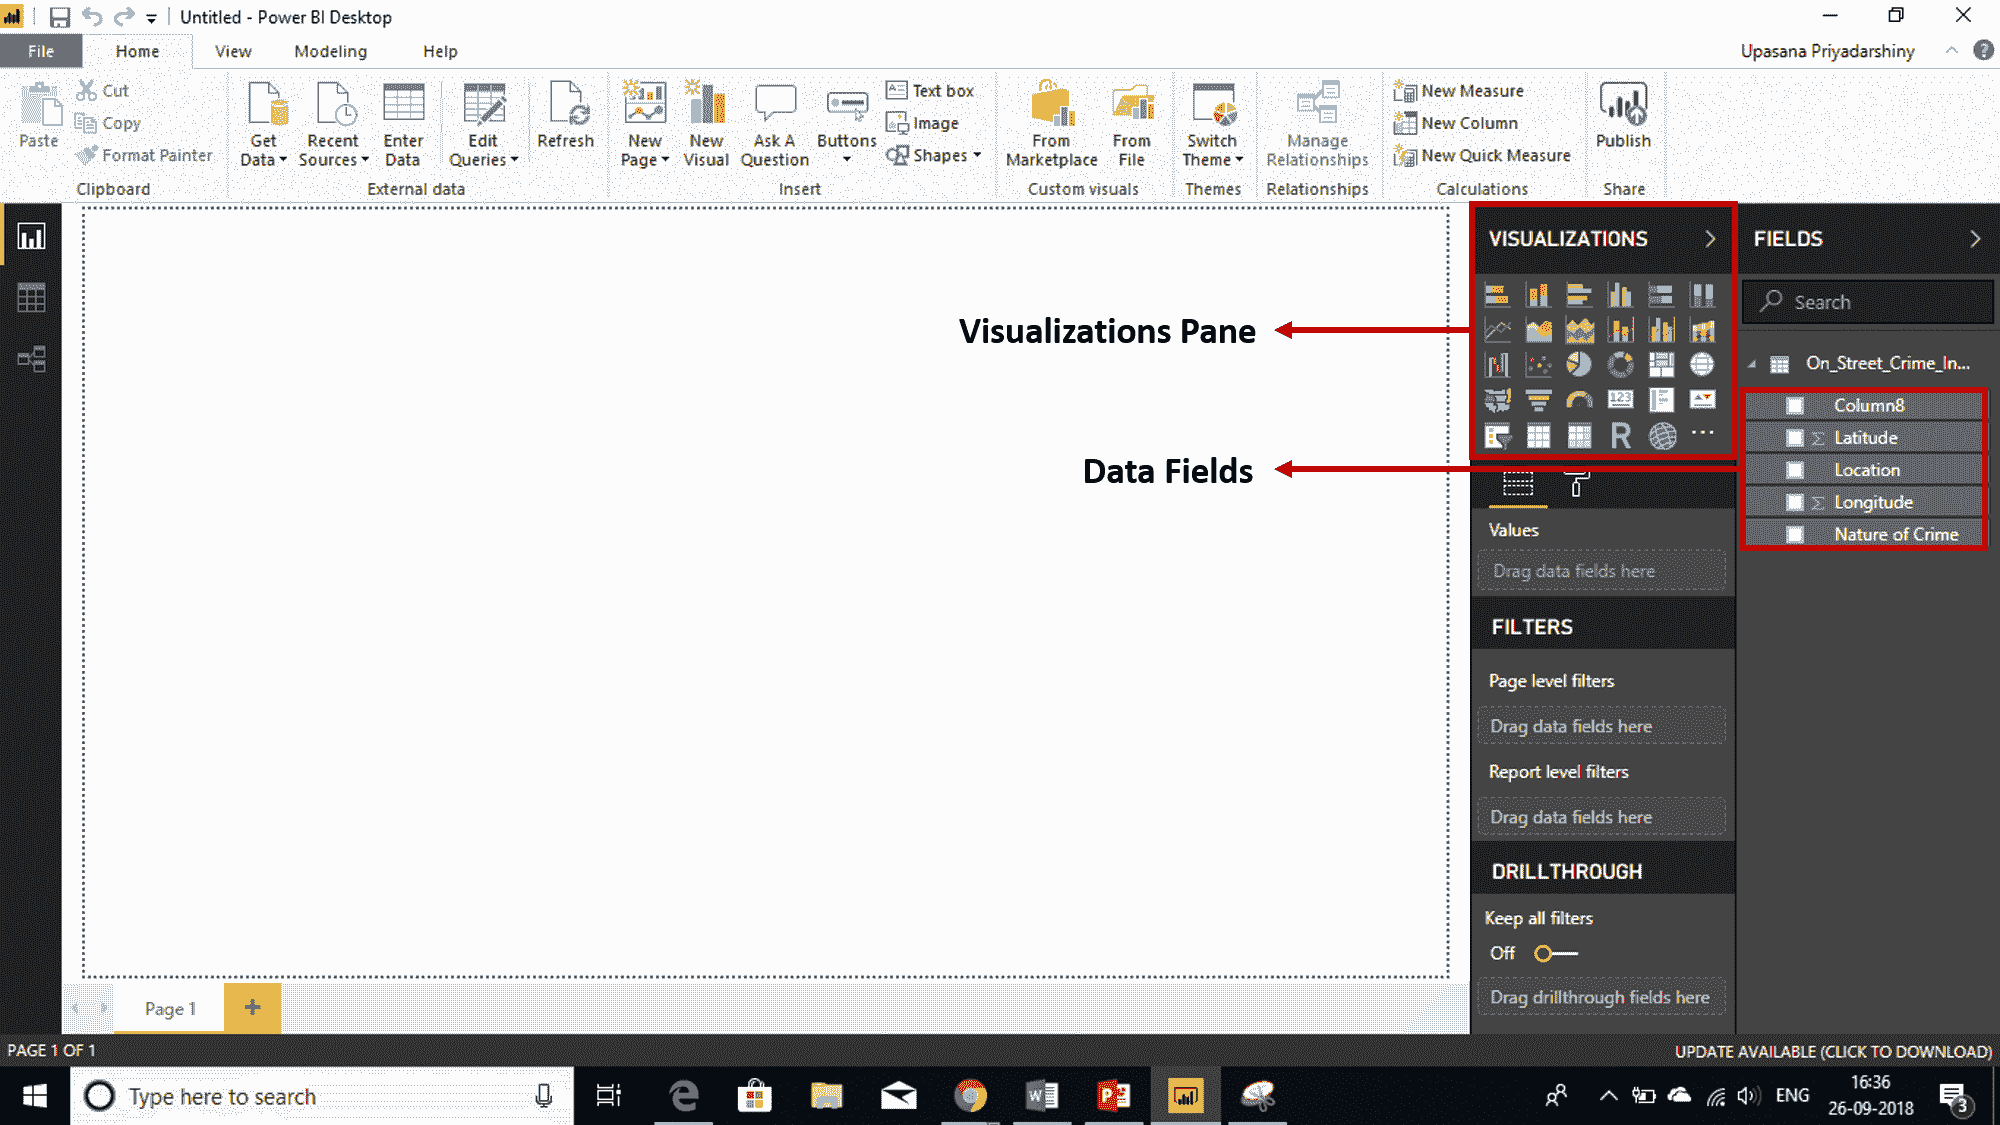 Untitled - Power BI Desktop
File Home View Modeling Help
Upasana Priyadarshiny
Paste
Cut
Copy
Format Painter
Clipboard
Get Data
Recent Sources
Enter Data
Edit Queries
Refresh
External data
New Page
New Visual
Ask A Question
Buttons
Text box
Image
Shapes
Insert
From Marketplace
From File
Custom visuals
Switch Theme
Themes
Manage Relationships
Relationships
New Measure
New Column
New Quick Measure
Calculations
Publish
Share
VISUALIZATIONS
FIELDS
Search
Visualizations Pane
On_Street_Crime_In...
123
R
...
Column8
Σ Latitude
Location
Σ Longitude
Nature of Crime
Data Fields
Values
Drag data fields here
FILTERS
Page level filters
Drag data fields here
Report level filters
Drag data fields here
DRILLTHROUGH
Keep all filters
Off
Drag drillthrough fields here
Page 1
+
PAGE 1 OF 1
UPDATE AVAILABLE (CLICK TO DOWNLOAD)
Type here to search
ENG
16:36
26-09-2018
3